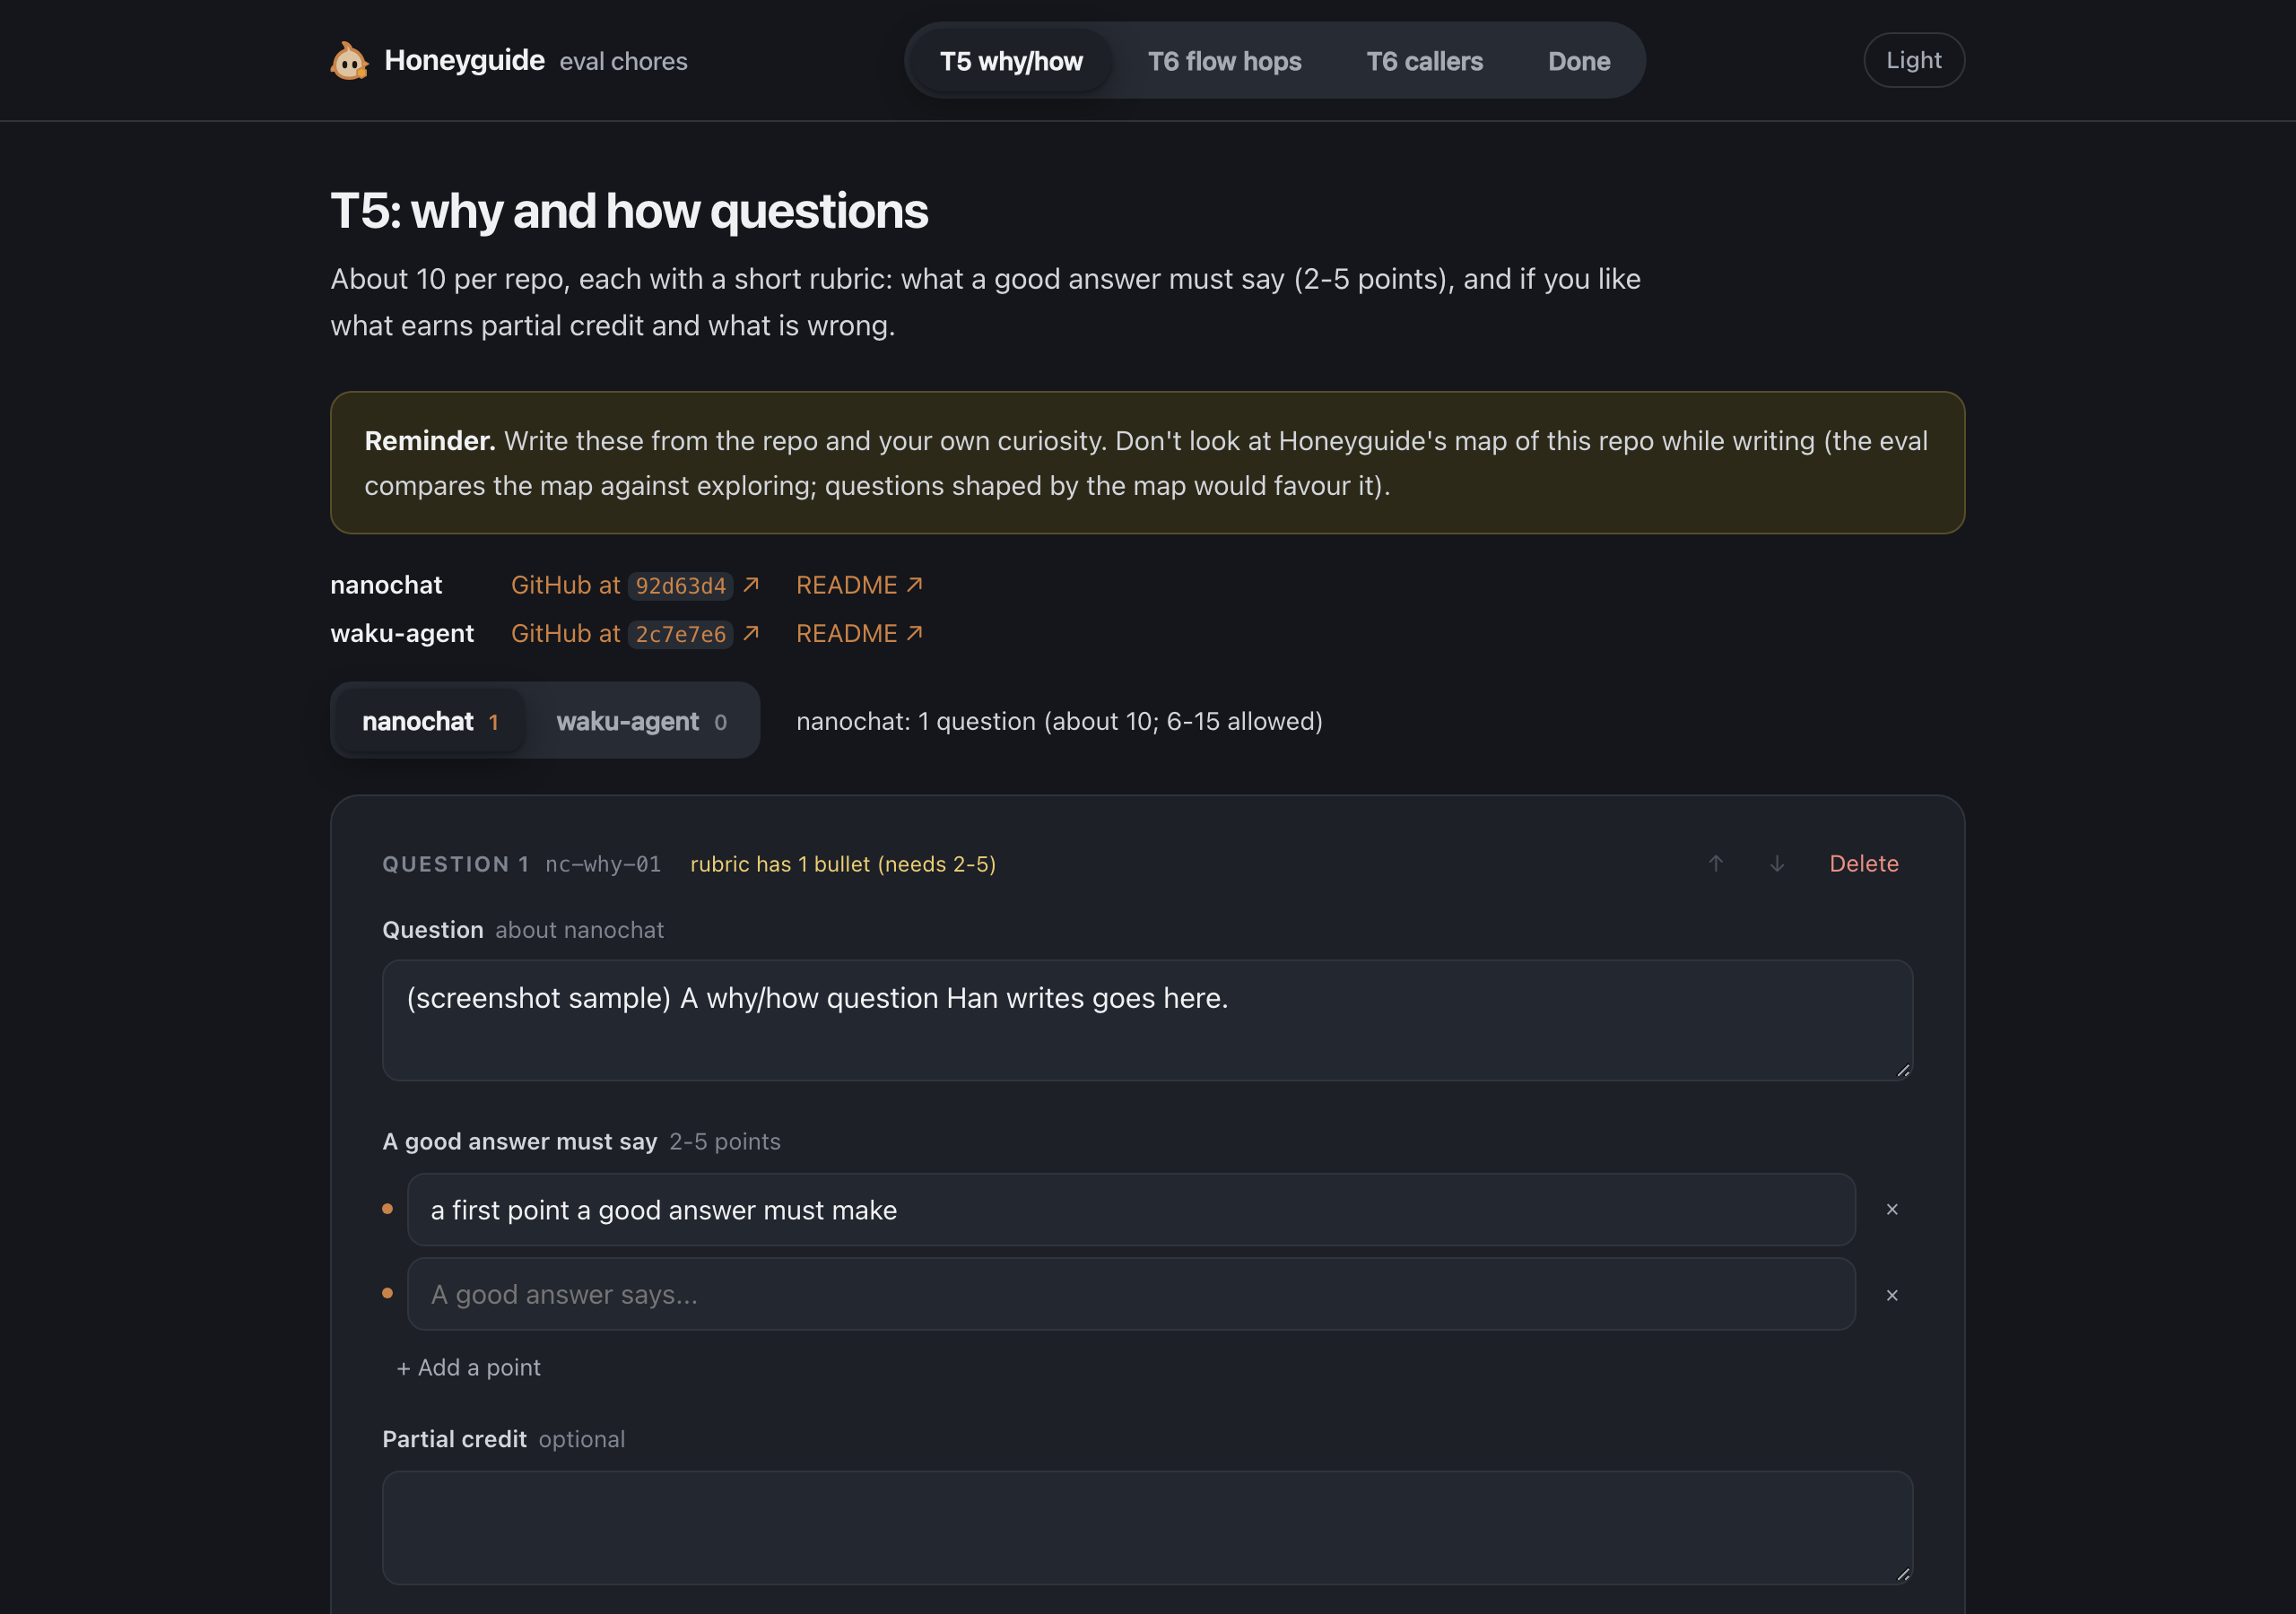 Honeyguide eval chores
T5 why/how
T6 flow hops
T6 callers
Done
Light
T5: why and how questions
About 10 per repo, each with a short rubric: what a good answer must say (2-5 points), and if you like
what earns partial credit and what is wrong.
Reminder. Write these from the repo and your own curiosity. Don't look at Honeyguide's map of this repo while writing (the eval
compares the map against exploring; questions shaped by the map would favour it).
nanochat GitHub at 92d63d4 ↗ README ↗
waku-agent GitHub at 2c7e7e6 ↗ README ↗
nanochat 1 waku-agent 0 nanochat: 1 question (about 10; 6-15 allowed)
QUESTION 1 nc-why-01 rubric has 1 bullet (needs 2-5) ↑ ↓ Delete
Question about nanochat
(screenshot sample) A why/how question Han writes goes here.
A good answer must say 2-5 points
a first point a good answer must make ×
A good answer says... ×
+ Add a point
Partial credit optional